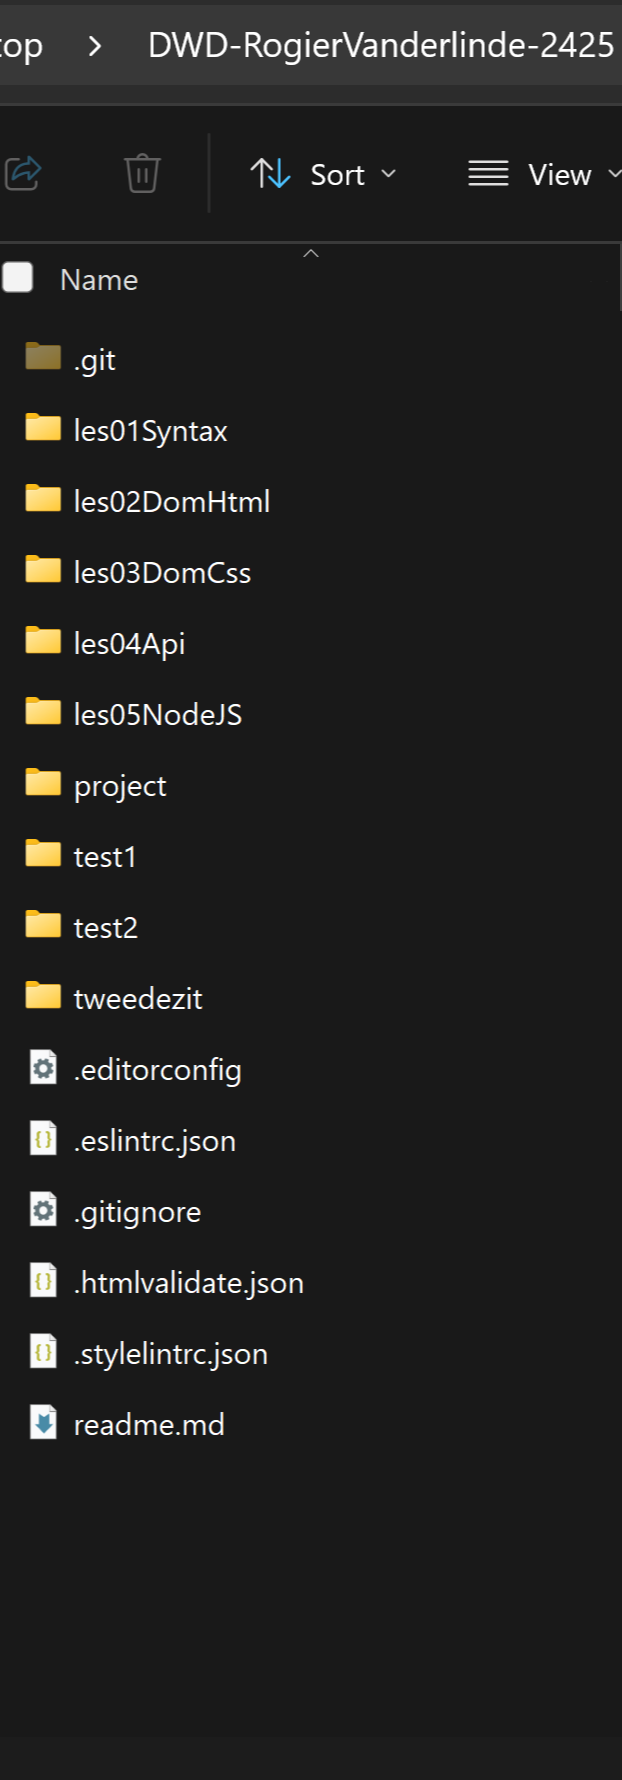 top > DWD-RogierVanderlinde-2425
Sort View
Name
.git
les01Syntax
les02DomHtml
les03DomCss
les04Api
les05NodeJS
project
test1
test2
tweedezit
.editorconfig
.eslintrc.json
.gitignore
.htmlvalidate.json
.stylelintrc.json
readme.md